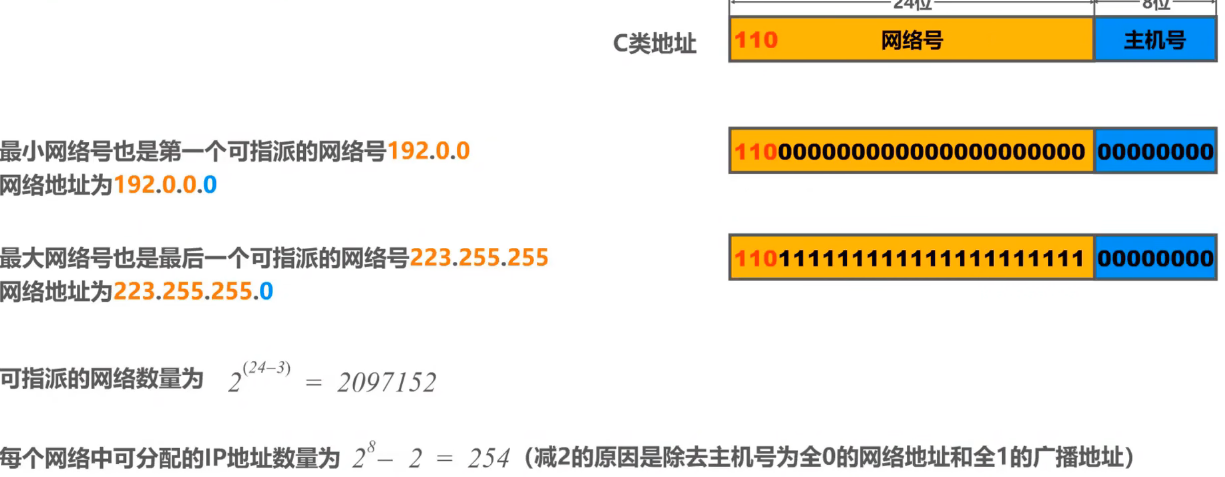 24位 8位
C类地址 110 网络号 主机号
最小网络号也是第一个可指派的网络号192.0.0 110000000000000000000000 00000000
网络地址为192.0.0.0
最大网络号也是最后一个可指派的网络号223.255.255 110111111111111111111111 00000000
网络地址为223.255.255.0
可指派的网络数量为 2^(24-3) = 2097152
每个网络中可分配的IP地址数量为 2^8 - 2 = 254（减2的原因是除去主机号为全0的网络地址和全1的广播地址）